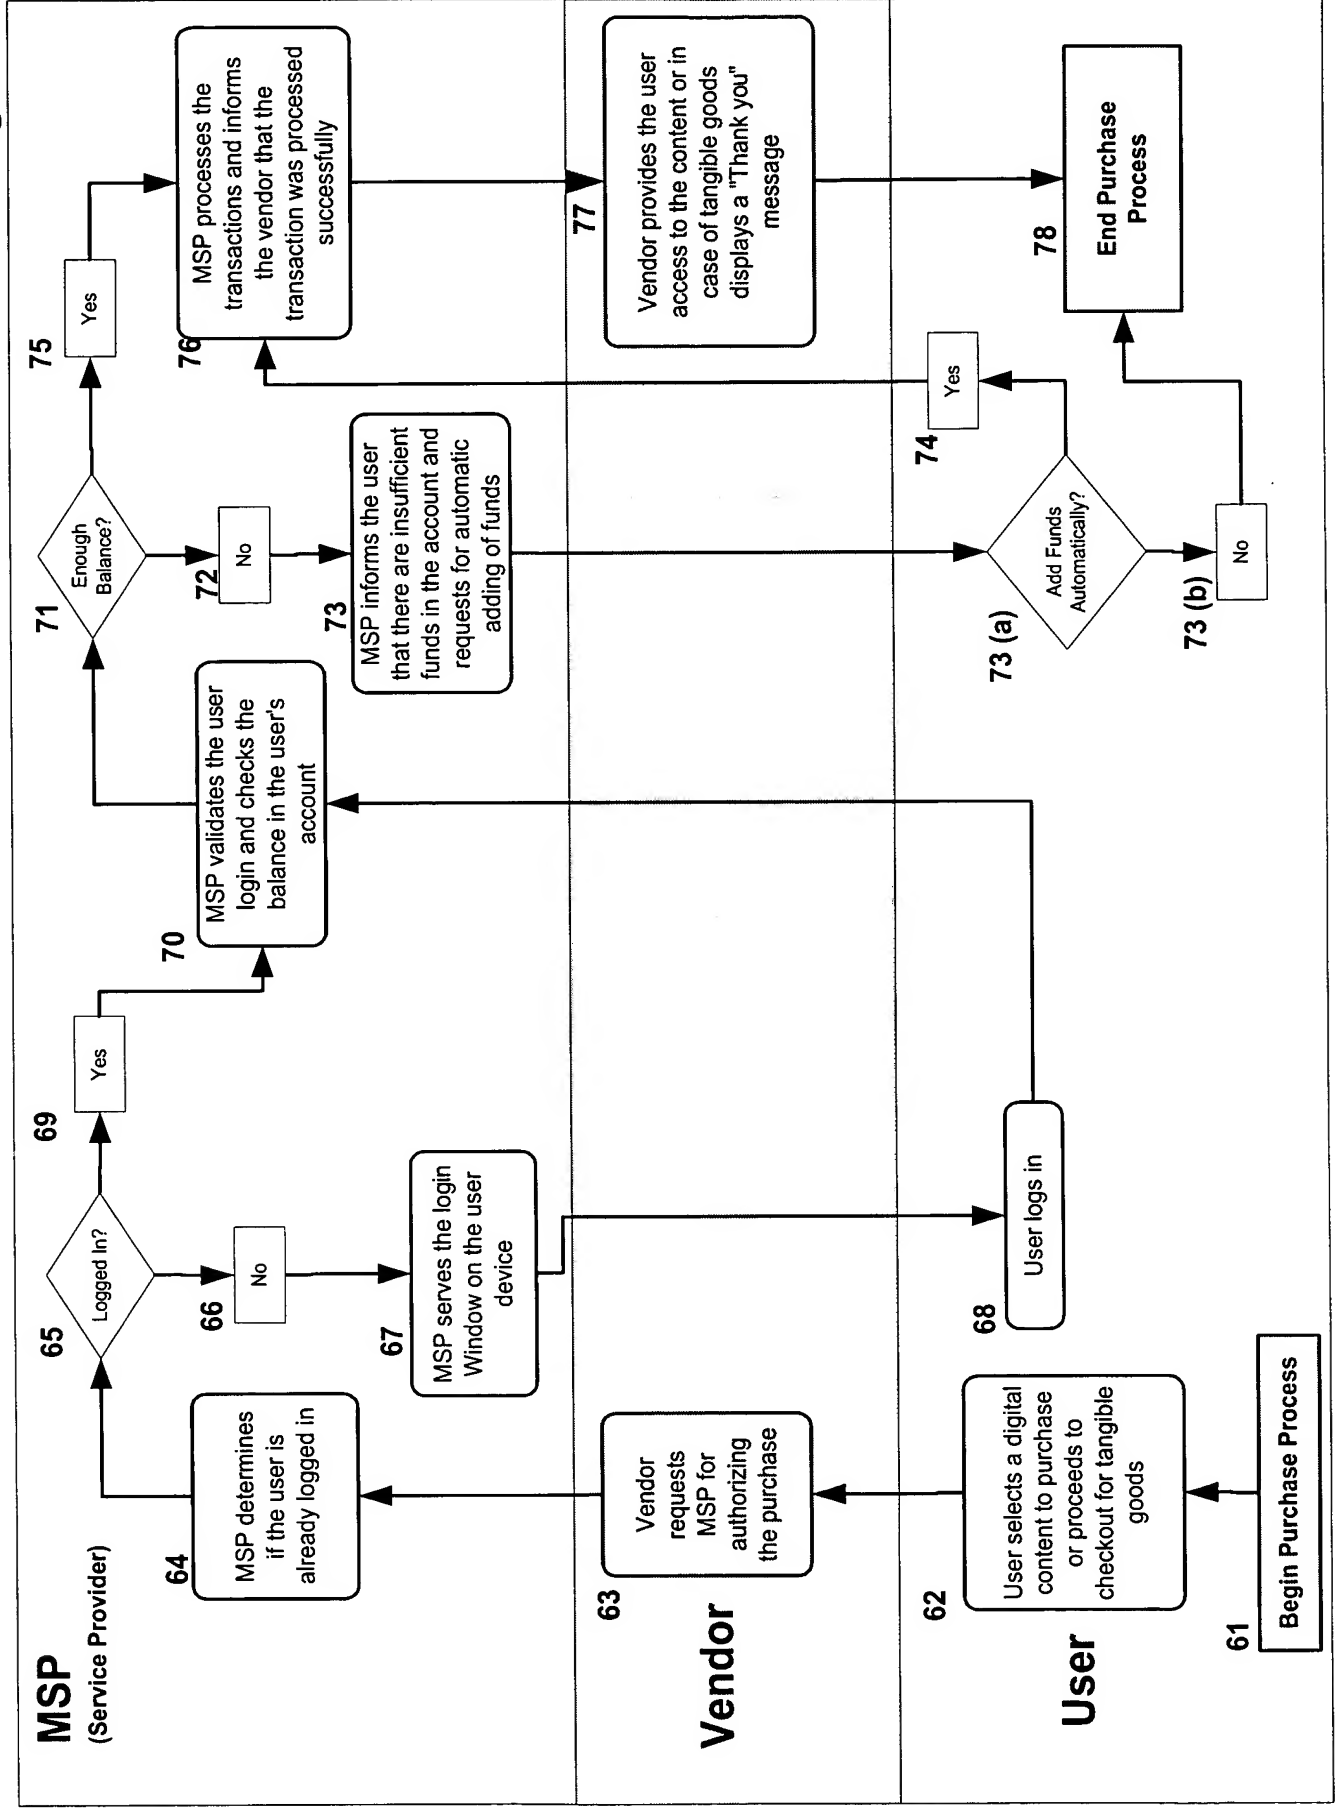 MSP
(Service Provider)
64
MSP determines
if the user is
already logged in
65
Logged In?
66
No
67
MSP serves the login
Window on the user
device
69
Yes
70
MSP validates the user
login and checks the
balance in the user's
account
71
Enough
Balance?
72
No
73
MSP informs the user
that there are insufficient
funds in the account and
requests for automatic
adding of funds
75
Yes
76
MSP processes the
transactions and informs
the vendor that the
transaction was processed
successfully
Vendor
63
Vendor
requests
MSP for
authorizing
the purchase
77
Vendor provides the user
access to the content or in
case of tangible goods
displays a "Thank you"
message
User
61
Begin Purchase Process
62
User selects a digital
content to purchase
or proceeds to
checkout for tangible
goods
68
User logs in
73 (a)
Add Funds
Automatically?
73 (b)
No
74
Yes
78
End Purchase
Process